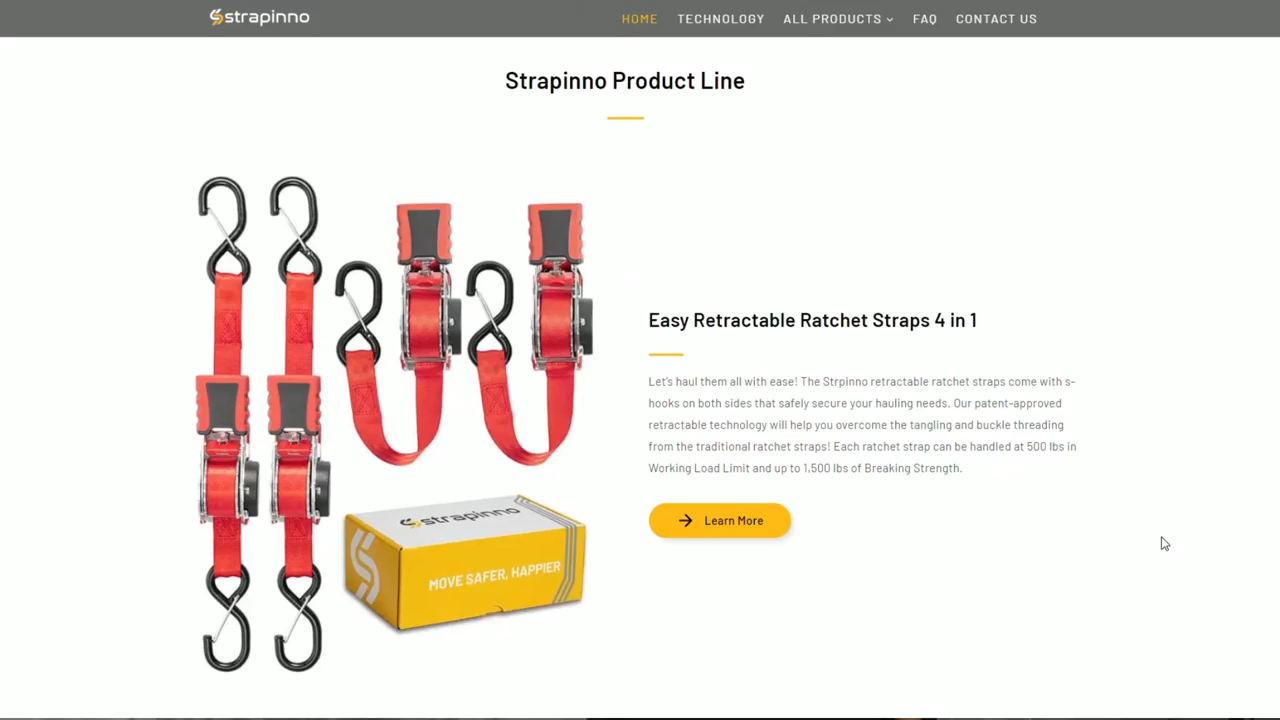 strapinno
HOME
TECHNOLOGY
ALL PRODUCTS
FAQ
CONTACT US
Strapinno Product Line
Easy Retractable Ratchet Straps 4 in 1
Let's haul them all with ease! The Strpinno retractable ratchet straps come with s-
hooks on both sides that safely secure your hauling needs. Our patent-approved
retractable technology will help you overcome the tangling and buckle threading
from the traditional ratchet straps! Each ratchet strap can be handled at 500 lbs in
Working Load Limit and up to 1,500 lbs of Breaking Strength.
Learn More
strapinno
MOVE SAFER, HAPPIER